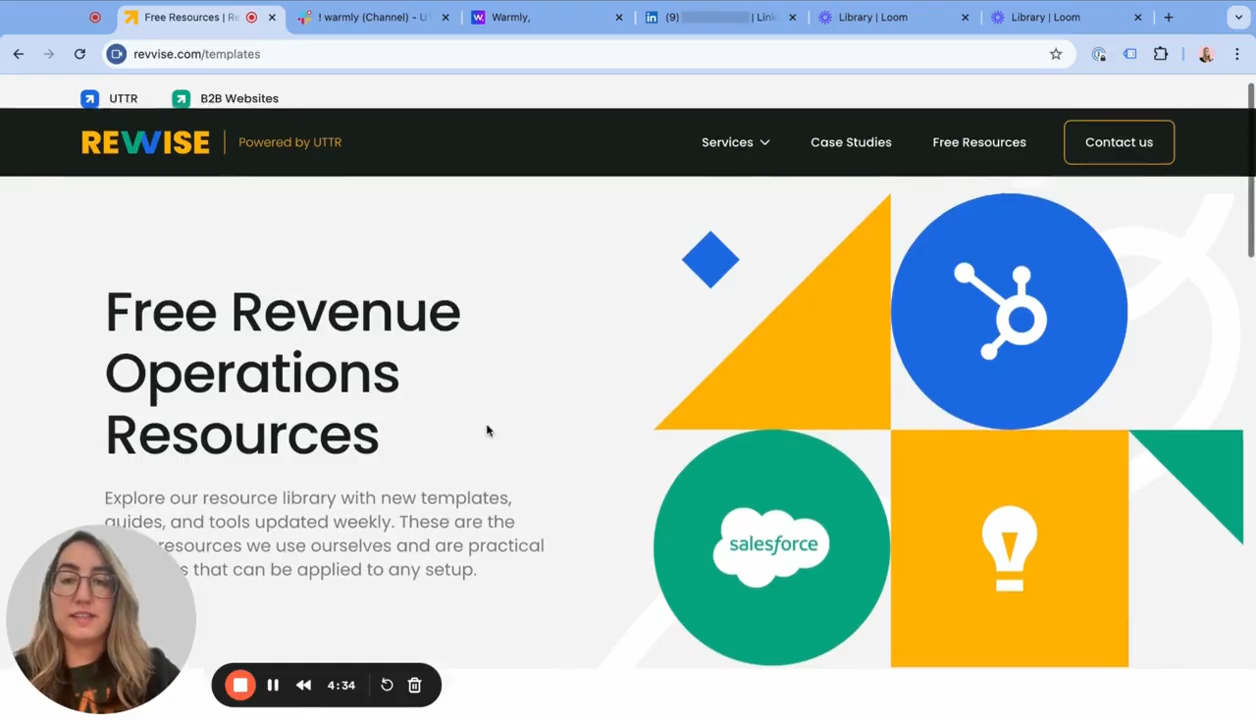 Free Resources | Re
! warmly (Channel) - UT
Warmly,
(9) | Link
Library | Loom
Library | Loom
revvise.com/templates
UTTR
B2B Websites
REVVISE
Powered by UTTR
Services
Case Studies
Free Resources
Contact us
Free Revenue
Operations
Resources
Explore our resource library with new templates,
guides, and tools updated weekly. These are the
resources we use ourselves and are practical
that can be applied to any setup.
salesforce
4:34